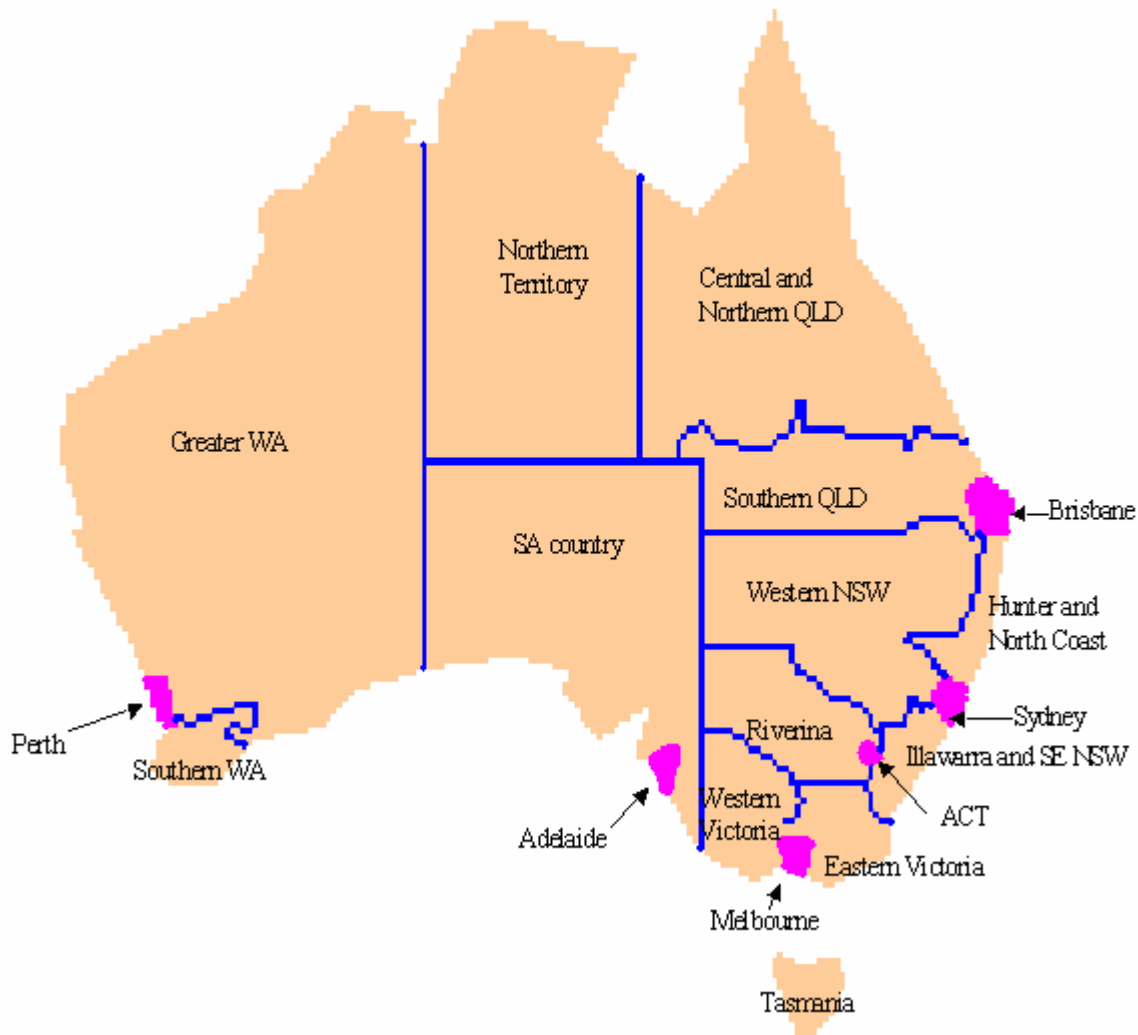 Northern
Territory
Central and
Northern QLD
Greater WA
Southern QLD
Brisbane
SA country
Western NSW
Hunter and
North Coast
Perth
Southern WA
Riverina
Sydney
Illawarra and SE NSW
Adelaide
Western
Victoria
ACT
Eastern Victoria
Melbourne
Tasmania